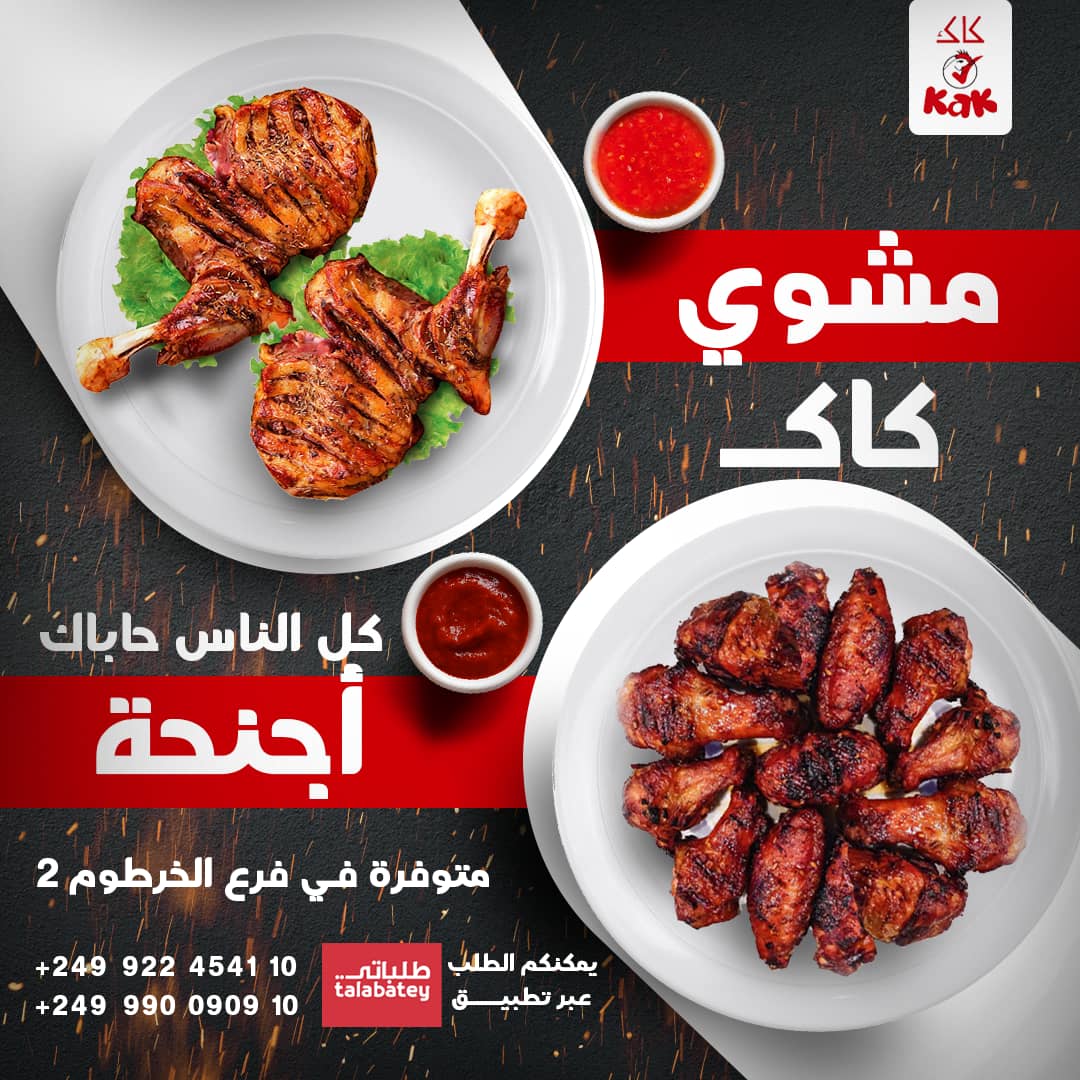 كاك
KaK
مشوي
كاك
كل الناس حاباك
أجنحة
متوفرة في فرع الخرطوم 2
يمكنكم الطلب
عبر تطبيـــق
طلباتي..
talabatey
+249 922 4541 10
+249 990 0909 10